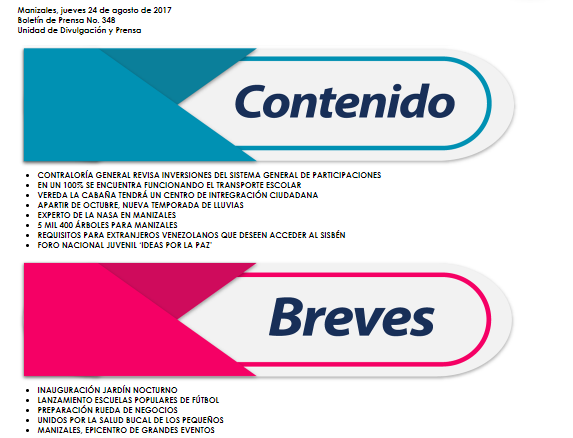 Manizales, jueves 24 de agosto de 2017
Boletín de Prensa No. 348
Unidad de Divulgación y Prensa
Contenido
• CONTRALORÍA GENERAL REVISA INVERSIONES DEL SISTEMA GENERAL DE PARTICIPACIONES
• EN UN 100% SE ENCUENTRA FUNCIONANDO EL TRANSPORTE ESCOLAR
• VEREDA LA CABAÑA TENDRÁ UN CENTRO DE INTREGRACIÓN CIUDADANA
• APARTIR DE OCTUBRE, NUEVA TEMPORADA DE LLUVIAS
• EXPERTO DE LA NASA EN MANIZALES
• 5 MIL 400 ÁRBOLES PARA MANIZALES
• REQUISITOS PARA EXTRANJEROS VENEZOLANOS QUE DESEEN ACCEDER AL SISBÉN
• FORO NACIONAL JUVENIL ‘IDEAS POR LA PAZ’
Breves
• INAUGURACIÓN JARDÍN NOCTURNO
• LANZAMIENTO ESCUELAS POPULARES DE FÚTBOL
• PREPARACIÓN RUEDA DE NEGOCIOS
• UNIDOS POR LA SALUD BUCAL DE LOS PEQUEÑOS
• MANIZALES, EPICENTRO DE GRANDES EVENTOS